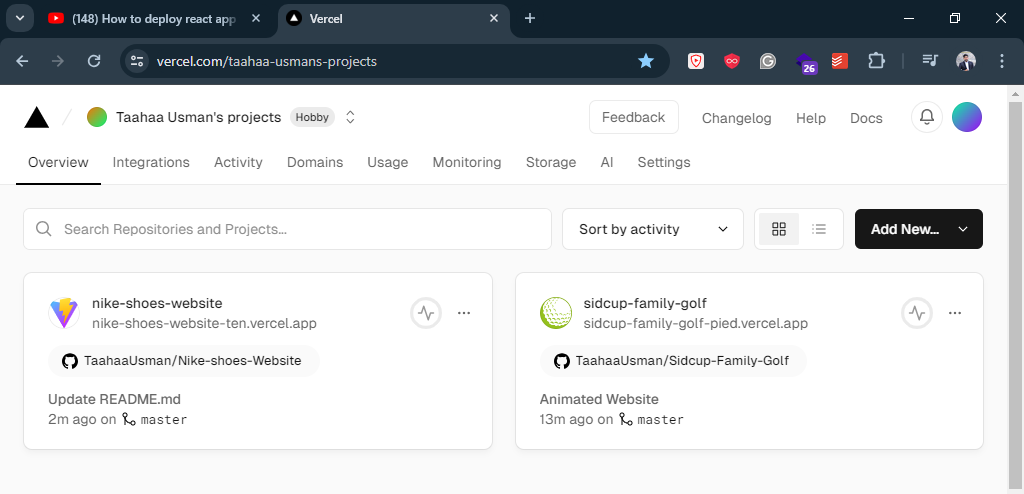 (148) How to deploy react app
Vercel
vercel.com/taahaa-usmans-projects
26
Taahaa Usman's projects
Hobby
Feedback
Changelog
Help
Docs
Overview
Integrations
Activity
Domains
Usage
Monitoring
Storage
AI
Settings
Search Repositories and Projects...
Sort by activity
Add New...
nike-shoes-website
nike-shoes-website-ten.vercel.app
TaahaaUsman/Nike-shoes-Website
Update README.md
2m ago on master
sidcup-family-golf
sidcup-family-golf-pied.vercel.app
TaahaaUsman/Sidcup-Family-Golf
Animated Website
13m ago on master